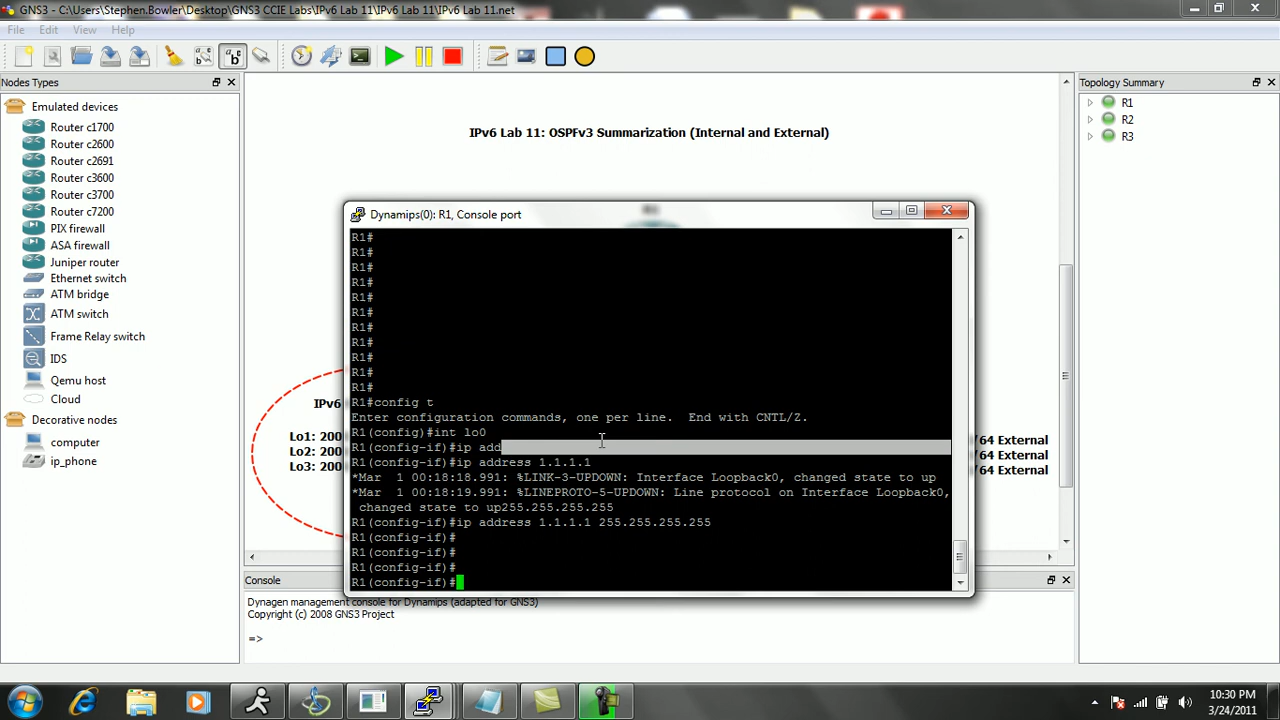 GNS3 - C:\Users\Stephen.Bowler\Desktop\GNS3 CCIE Labs\IPv6 Lab 11\IPv6 Lab 11\IPv6 Lab 11.net
File Edit View Help
Nodes Types
Emulated devices
Router c1700
Router c2600
Router c2691
Router c3600
Router c3700
Router c7200
PIX firewall
ASA firewall
Juniper router
Ethernet switch
ATM bridge
ATM switch
Frame Relay switch
IDS
Qemu host
Cloud
Decorative nodes
computer
ip_phone
IPv6 Lab 11: OSPFv3 Summarization (Internal and External)
R1
IPv6
Lo1: 200
Lo2: 200
Lo3: 200
/64 External
/64 External
/64 External
Dynamips(0): R1, Console port
R1#
R1#
R1#
R1#
R1#
R1#
R1#
R1#
R1#
R1#
R1#
R1#config t
Enter configuration commands, one per line.  End with CNTL/Z.
R1(config)#int lo0
R1(config-if)#ip add
R1(config-if)#ip address 1.1.1.1
*Mar  1 00:18:18.991: %LINK-3-UPDOWN: Interface Loopback0, changed state to up
*Mar  1 00:18:19.991: %LINEPROTO-5-UPDOWN: Line protocol on Interface Loopback0,
changed state to up255.255.255.255
R1(config-if)#ip address 1.1.1.1 255.255.255.255
R1(config-if)#
R1(config-if)#
R1(config-if)#
R1(config-if)#
Topology Summary
R1
R2
R3
Console
Dynagen management console for Dynamips (adapted for GNS3)
Copyright (c) 2008 GNS3 Project
=>
10:30 PM
3/24/2011